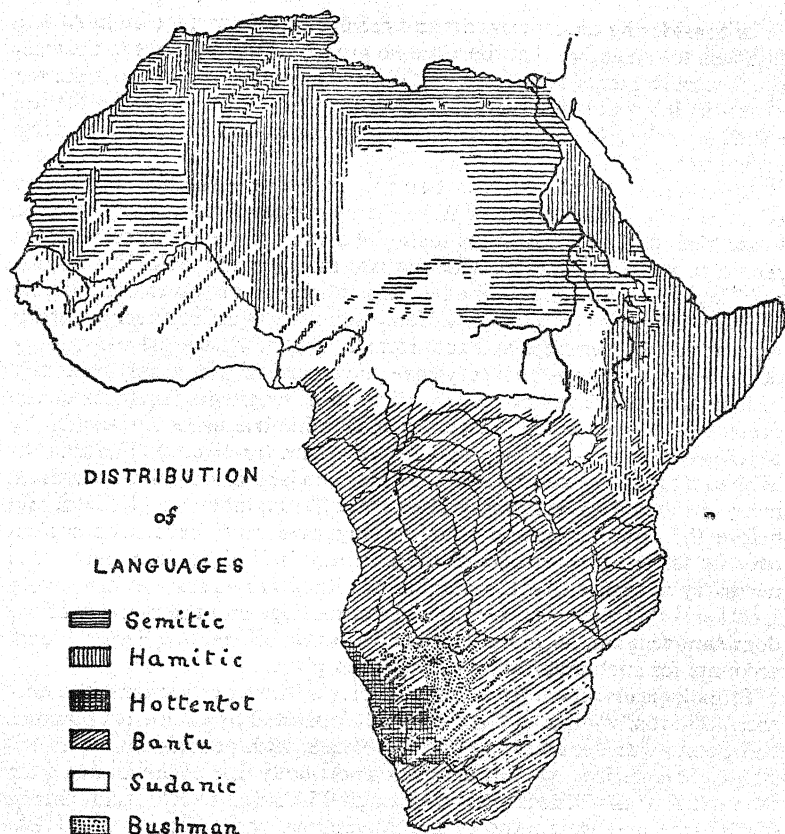 DISTRIBUTION
of
LANGUAGES
Semitic
Hamitic
Hottentot
Bantu
Sudanic
Bushman